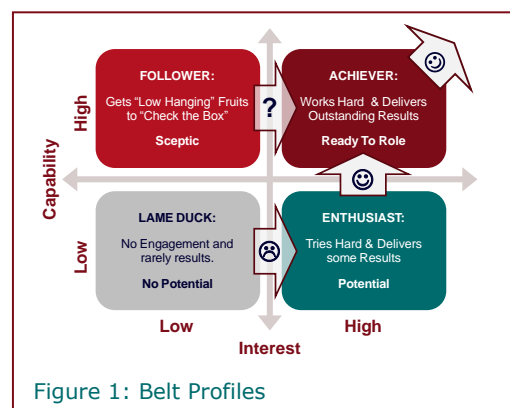 FOLLOWER:
Gets "Low Hanging" Fruits
to "Check the Box"
Sceptic
?
ACHIEVER:
Works Hard & Delivers
Outstanding Results
Ready To Role
High
Capability
Low
LAME DUCK:
No Engagement and
rarely results.
No Potential
ENTHUSIAST:
Tries Hard & Delivers
some Results
Potential
Low
High
Interest
Figure 1: Belt Profiles